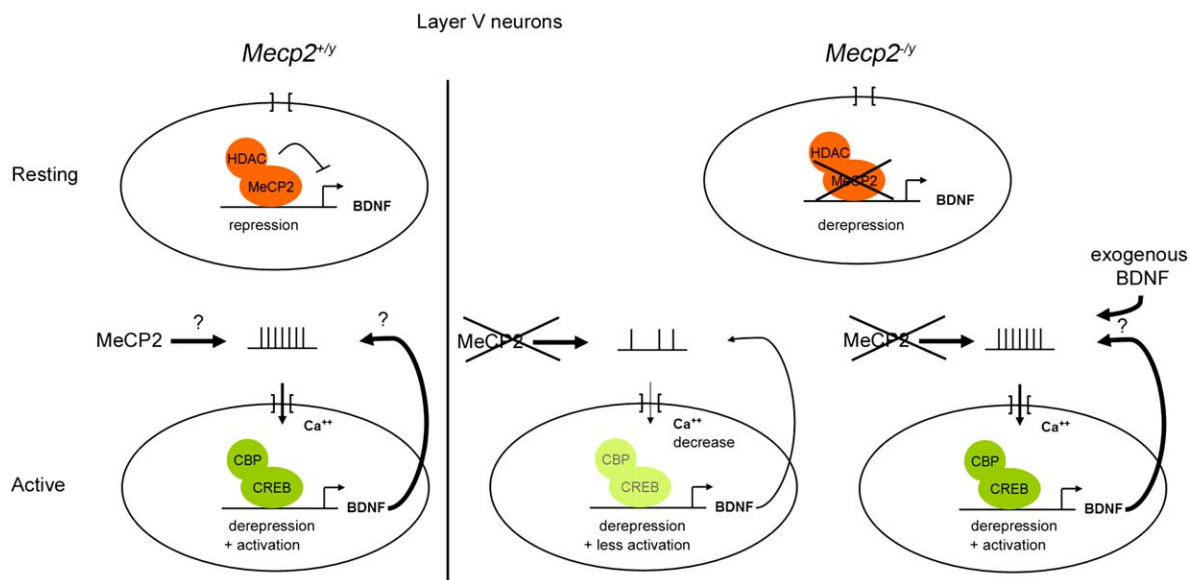 Layer V neurons
Mecp2+/y
Mecp2-/y
Resting
HDAC
MeCP2
BDNF
repression
HDAC
MeCP2
BDNF
derepression
exogenous
BDNF
MeCP2
?
?
MeCP2
MeCP2
?
Ca++
Ca++
decrease
Ca++
Active
CBP
CREB
BDNF
derepression
+ activation
CBP
CREB
BDNF
derepression
+ less activation
CBP
CREB
BDNF
derepression
+ activation